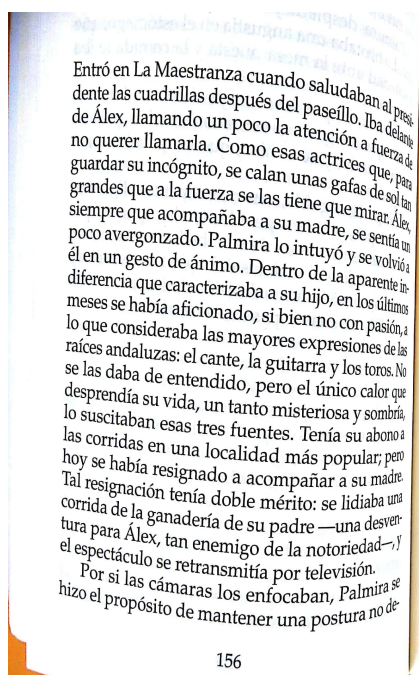 Entró en La Maestranza cuando saludaban al presi-
dente las cuadrillas después del paseíllo. Iba delante
de Álex, llamando un poco la atención a fuerza de
no querer llamarla. Como esas actrices que, para
guardar su incógnito, se calan unas gafas de sol tan
grandes que a la fuerza se las tiene que mirar. Álex,
siempre que acompañaba a su madre, se sentía un
poco avergonzado. Palmira lo intuyó y se volvió a
él en un gesto de ánimo. Dentro de la aparente in-
diferencia que caracterizaba a su hijo, en los últimos
meses se había aficionado, si bien no con pasión, a
lo que consideraba las mayores expresiones de las
raíces andaluzas: el cante, la guitarra y los toros. No
se las daba de entendido, pero el único calor que
desprendía su vida, un tanto misteriosa y sombría,
lo suscitaban esas tres fuentes. Tenía su abono a
las corridas en una localidad más popular; pero
hoy se había resignado a acompañar a su madre.
Tal resignación tenía doble mérito: se lidiaba una
corrida de la ganadería de su padre —una desven-
tura para Álex, tan enemigo de la notoriedad—, y
el espectáculo se retransmitía por televisión.
Por si las cámaras los enfocaban, Palmira se
hizo el propósito de mantener una postura no de-
156